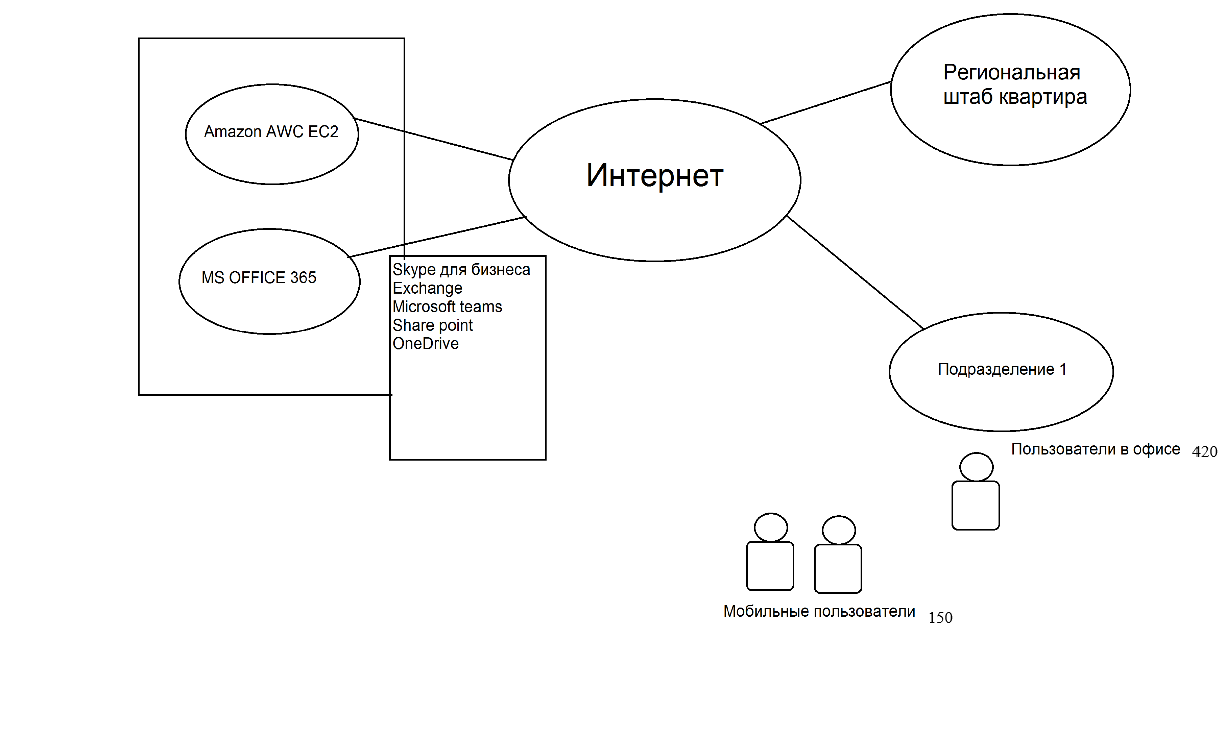 Amazon AWC EC2
MS OFFICE 365
Skype для бизнеса
Exchange
Microsoft teams
Share point
OneDrive
Интернет
Региональная
штаб квартира
Подразделение 1
Пользователи в офисе 420
Мобильные пользователи 150